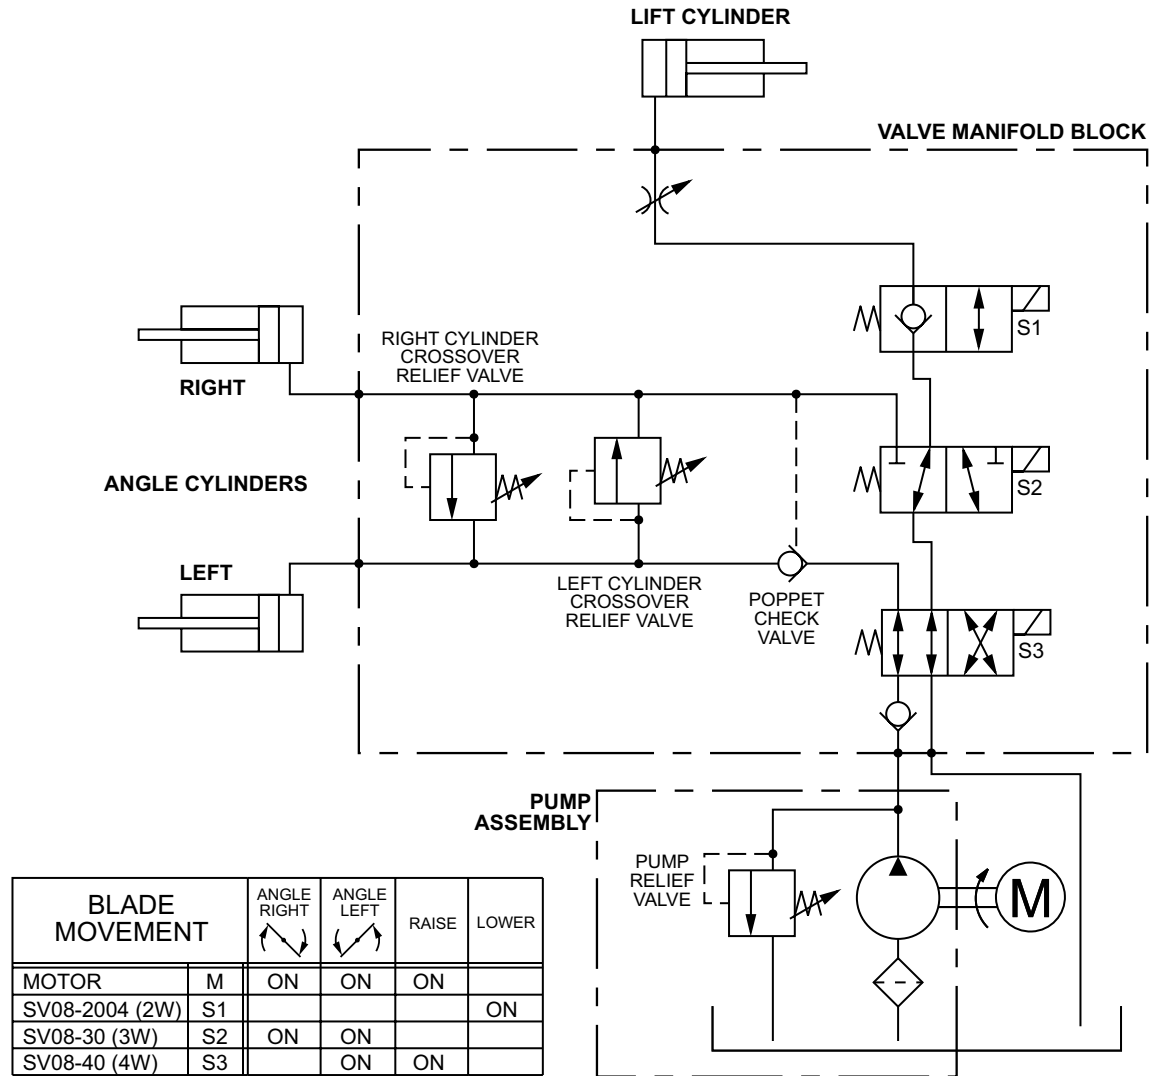 LIFT CYLINDER
VALVE MANIFOLD BLOCK
S1
RIGHT CYLINDER
CROSSOVER
RELIEF VALVE
RIGHT
ANGLE CYLINDERS
S2
LEFT
LEFT CYLINDER
CROSSOVER
RELIEF VALVE
POPPET
CHECK
VALVE
S3
PUMP
ASSEMBLY
PUMP
RELIEF
VALVE
M
BLADE
MOVEMENT
ANGLE
RIGHT
ANGLE
LEFT
RAISE
LOWER
MOTOR M ON ON ON
SV08-2004 (2W) S1 ON
SV08-30 (3W) S2 ON ON
SV08-40 (4W) S3 ON ON